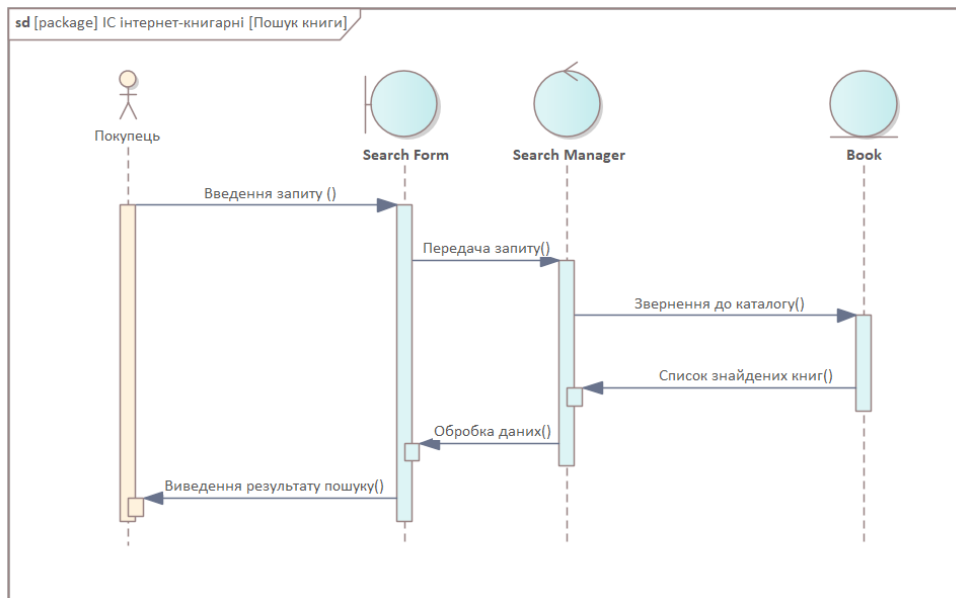 sd [package] ІС інтернет-книгарні [Пошук книги]
Покупець
Search Form
Search Manager
Book
Введення запиту ()
Передача запиту()
Звернення до каталогу()
Список знайдених книг()
Обробка даних()
Виведення результату пошуку()